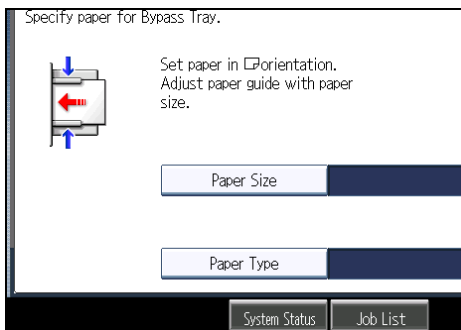 Specify paper for Bypass Tray.
Set paper in orientation.
Adjust paper guide with paper
size.
Paper Size
Paper Type
System Status
Job List